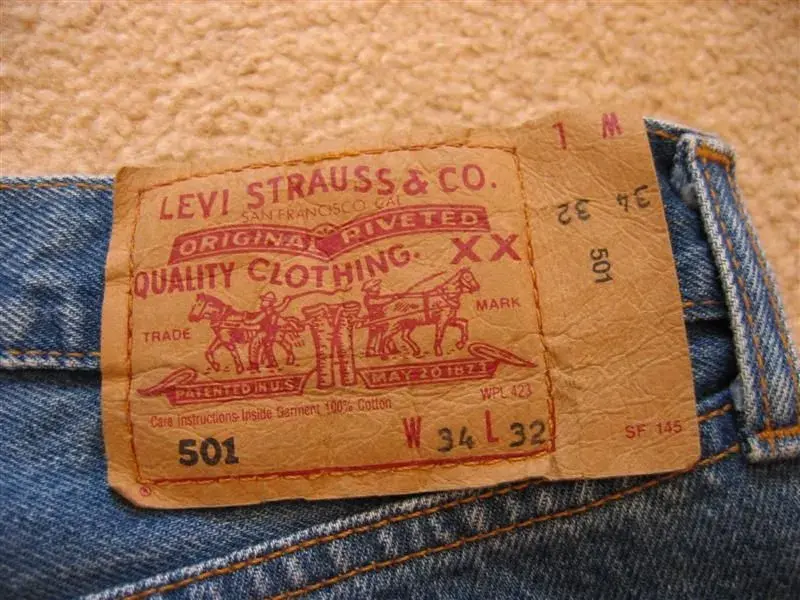 LEVI STRAUSS & CO.
SAN FRANCISCO, CAL
ORIGINAL RIVETED
QUALITY CLOTHING. XX
TRADE MARK
PATENTED IN U.S. MAY 20 1873
WPL 423
Care instructions Inside Garment 100% Cotton
501 W 34 L 32
®
L M
34 32
501
SF 145